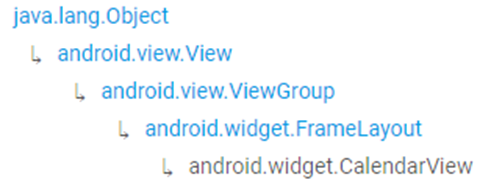 java.lang.Object
↳ android.view.View
↳ android.view.ViewGroup
↳ android.widget.FrameLayout
↳ android.widget.CalendarView